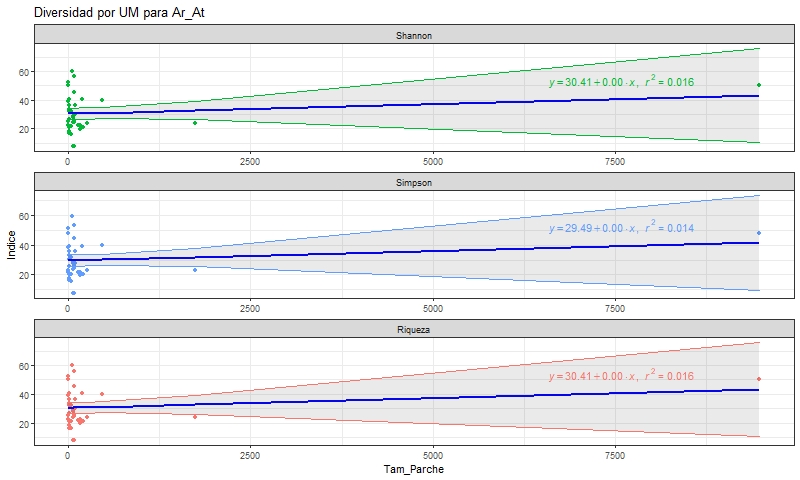 Diversidad por UM para Ar_At
Shannon
y = 30.41 + 0.00 · x, r² = 0.016
60
40
20
0 2500 5000 7500
Simpson
y = 29.49 + 0.00 · x, r² = 0.014
60
40
20
0 2500 5000 7500
Indice
Riqueza
y = 30.41 + 0.00 · x, r² = 0.016
60
40
20
0 2500 5000 7500
Tam_Parche